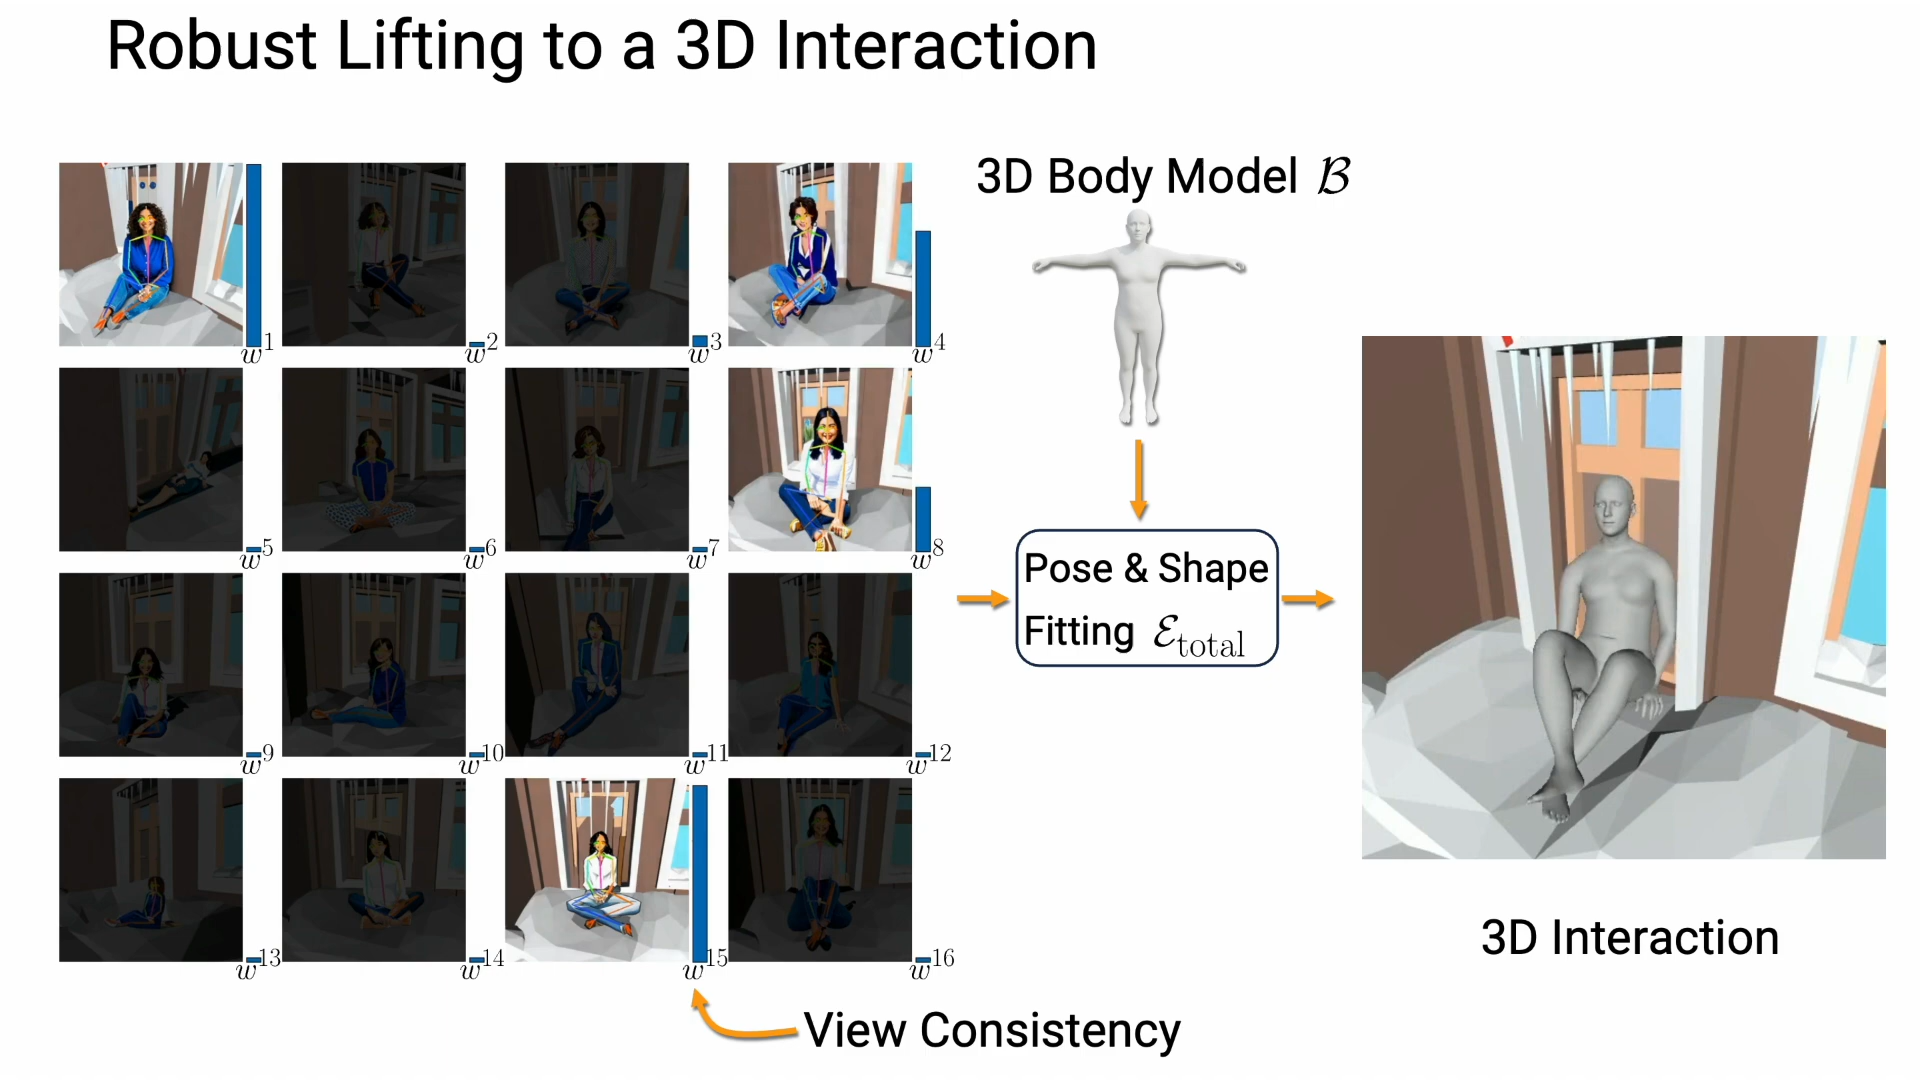 Robust Lifting to a 3D Interaction
w¹ w² w³ w⁴
w⁵ w⁶ w⁷ w⁸
w⁹ w¹⁰ w¹¹ w¹²
w¹³ w¹⁴ w¹⁵ w¹⁶
View Consistency
3D Body Model ℬ
Pose & Shape
Fitting ℰtotal
3D Interaction